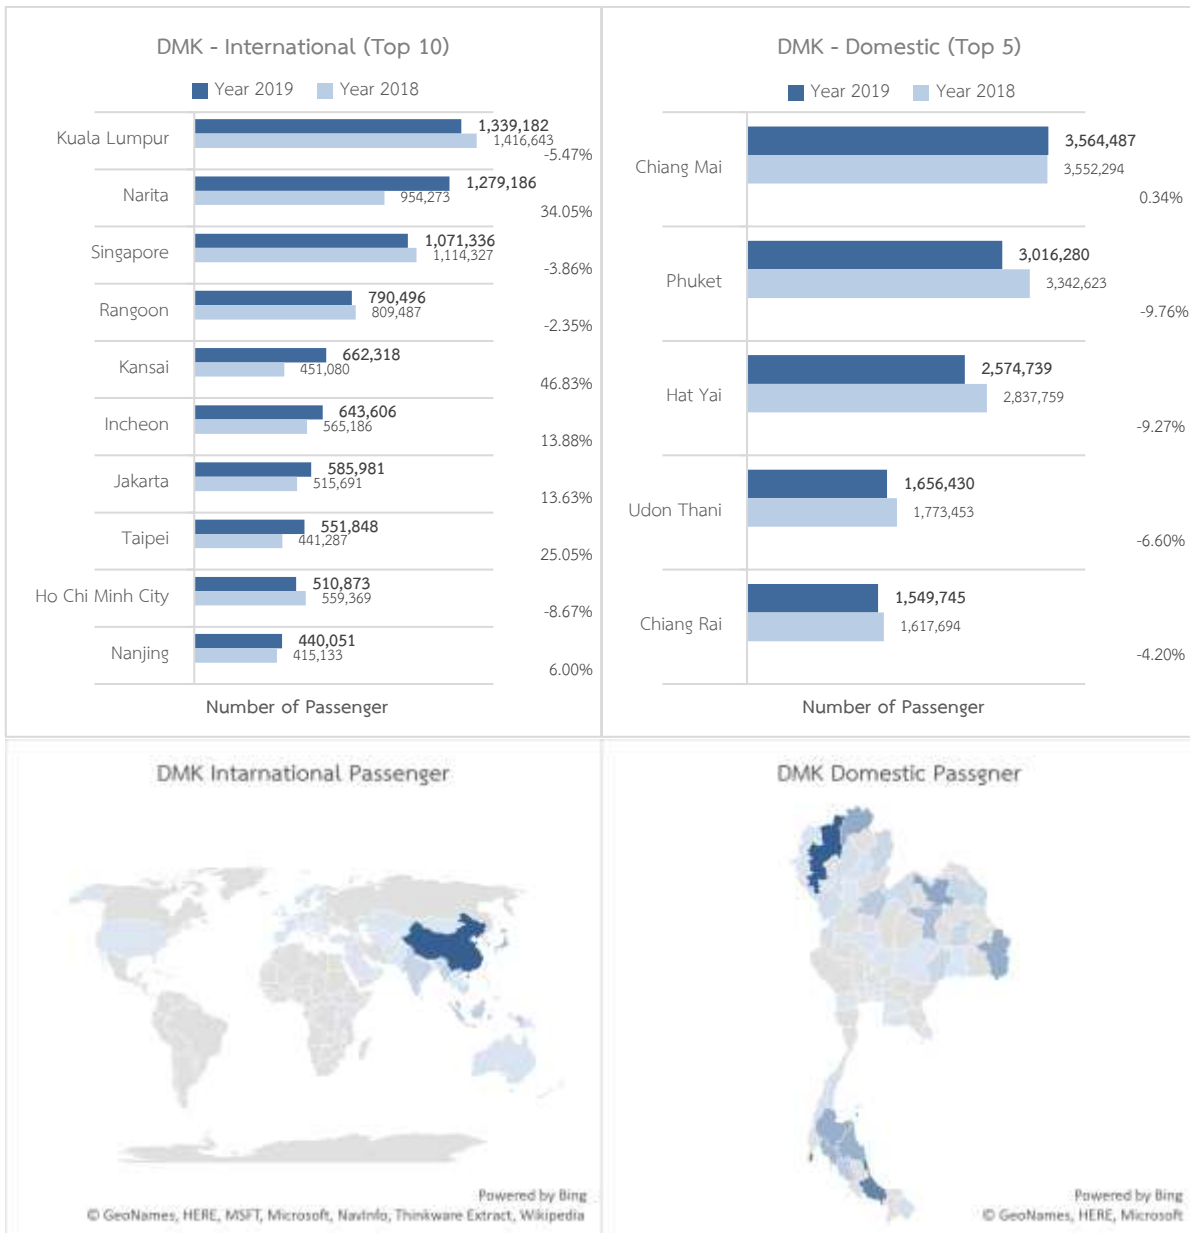 DMK - International (Top 10)
Year 2019 Year 2018
Kuala Lumpur 1,339,182
1,416,643
-5.47%
Narita 1,279,186
954,273
34.05%
Singapore 1,071,336
1,114,327
-3.86%
Rangoon 790,496
809,487
-2.35%
Kansai 662,318
451,080
46.83%
Incheon 643,606
565,186
13.88%
Jakarta 585,981
515,691
13.63%
Taipei 551,848
441,287
25.05%
Ho Chi Minh City 510,873
559,369
-8.67%
Nanjing 440,051
415,133
6.00%
Number of Passenger
DMK - Domestic (Top 5)
Year 2019 Year 2018
Chiang Mai 3,564,487
3,552,294
0.34%
Phuket 3,016,280
3,342,623
-9.76%
Hat Yai 2,574,739
2,837,759
-9.27%
Udon Thani 1,656,430
1,773,453
-6.60%
Chiang Rai 1,549,745
1,617,694
-4.20%
Number of Passenger
DMK Intarnational Passenger
Powered by Bing
© GeoNames, HERE, MSFT, Microsoft, NavInfo, Thinkware Extract, Wikipedia
DMK Domestic Passgner
Powered by Bing
© GeoNames, HERE, Microsoft